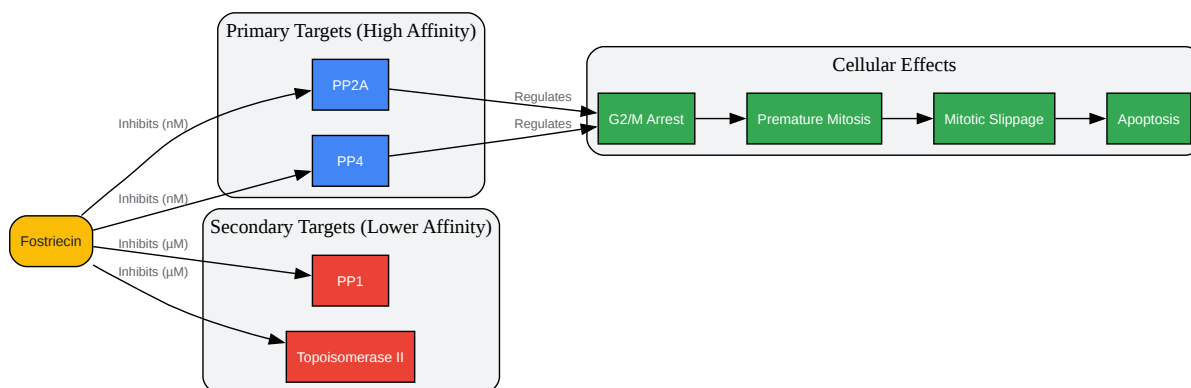 Primary Targets (High Affinity)
PP2A
PP4
Cellular Effects
Regulates
Regulates
G2/M Arrest
Premature Mitosis
Mitotic Slippage
Apoptosis
Inhibits (nM)
Inhibits (nM)
Fostriecin
Inhibits (µM)
Inhibits (µM)
Secondary Targets (Lower Affinity)
PP1
Topoisomerase II